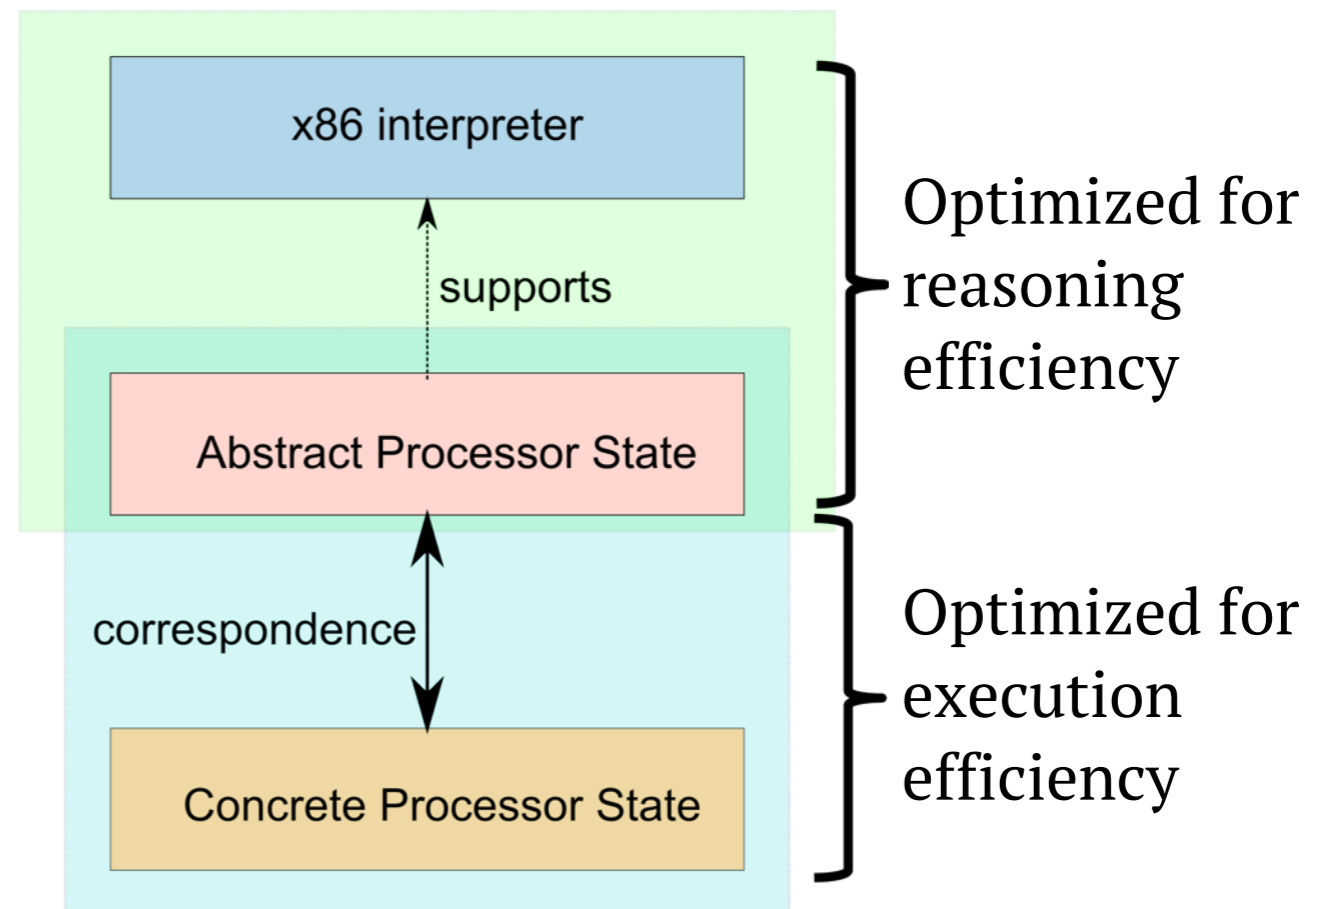 x86 interpreter
supports
Abstract Processor State
Optimized for
reasoning
efficiency
correspondence
Concrete Processor State
Optimized for
execution
efficiency